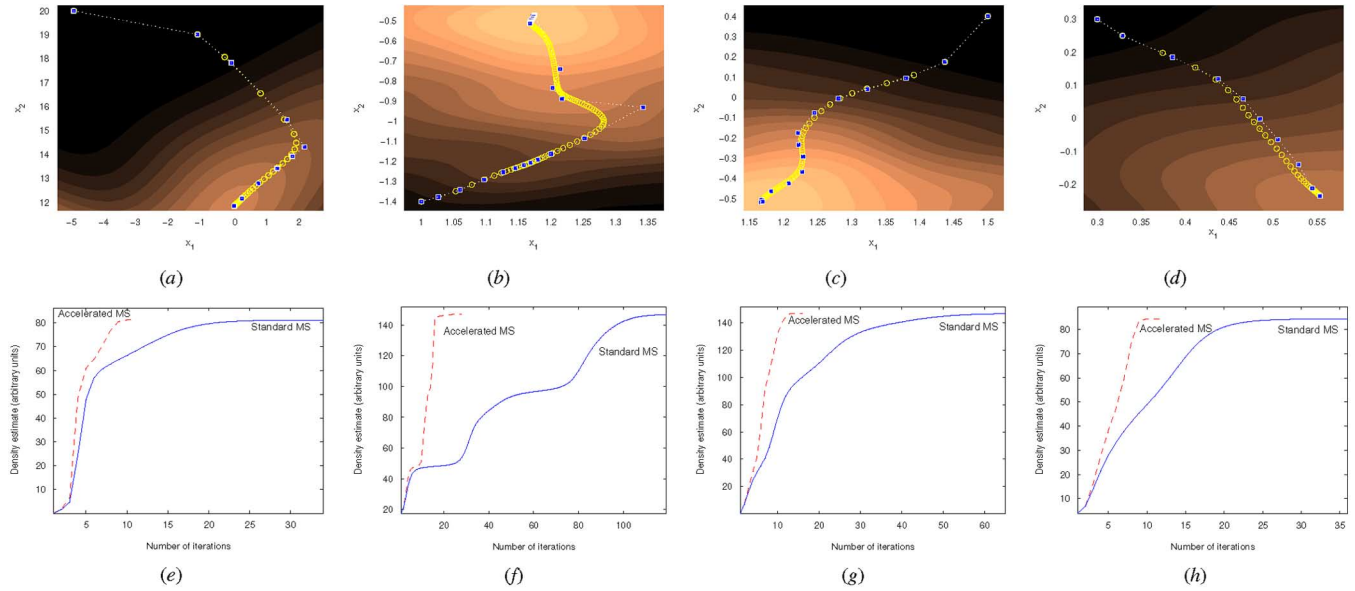 20
19
18
17
16
15
14
13
12
x2
−5 −4 −3 −2 −1 0 1 2
x1
(a)
−0.5
−0.6
−0.7
−0.8
−0.9
−1
−1.1
−1.2
−1.3
−1.4
x2
1 1.05 1.1 1.15 1.2 1.25 1.3 1.35
x1
(b)
0.4
0.3
0.2
0.1
0
−0.1
−0.2
−0.3
−0.4
−0.5
x2
1.15 1.2 1.25 1.3 1.35 1.4 1.45 1.5
x1
(c)
0.3
0.2
0.1
0
−0.1
−0.2
x2
0.3 0.35 0.4 0.45 0.5 0.55
x1
(d)
Accelerated MS
Standard MS
80
70
60
50
40
30
20
10
Density estimate (arbitrary units)
5 10 15 20 25 30
Number of iterations
(e)
Accelerated MS
Standard MS
140
120
100
80
60
40
20
Density estimate (arbitrary units)
20 40 60 80 100
Number of iterations
(f)
Accelerated MS
Standard MS
140
120
100
80
60
40
20
Density estimate (arbitrary units)
10 20 30 40 50 60
Number of iterations
(g)
Accelerated MS
Standard MS
80
70
60
50
40
30
20
10
Density estimate (arbitrary units)
5 10 15 20 25 30 35
Number of iterations
(h)